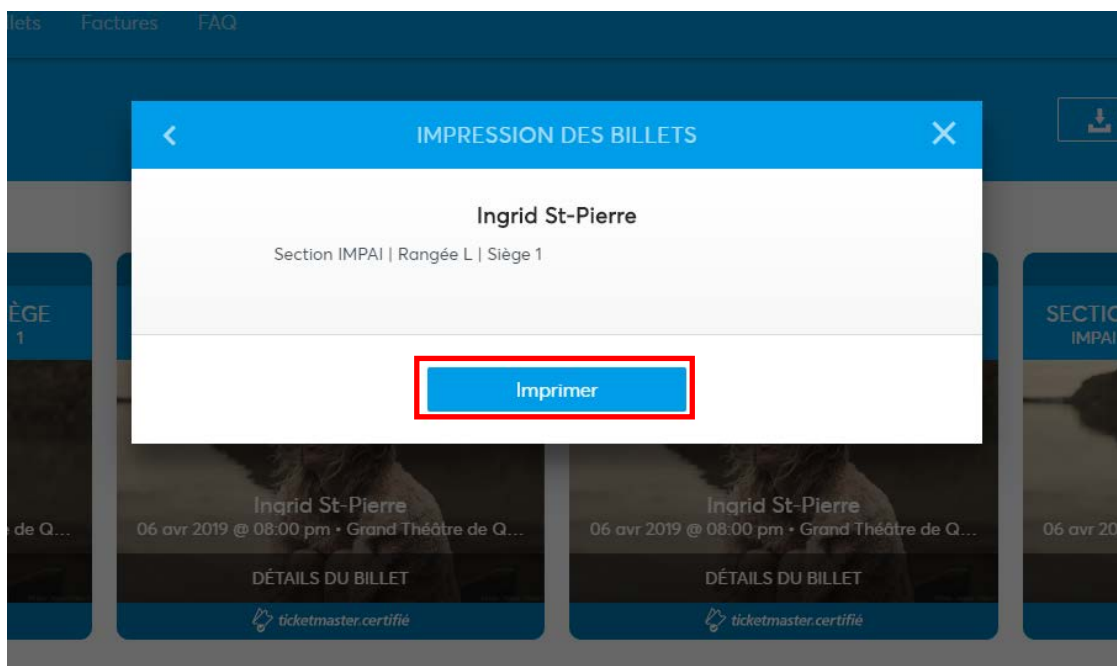 lets Factures FAQ
IMPRESSION DES BILLETS
Ingrid St-Pierre
Section IMPAI | Rangée L | Siège 1
Imprimer
ÈGE
1
SECTIO
IMPAI
Ingrid St-Pierre
06 avr 2019 @ 08:00 pm • Grand Théâtre de Q...
DÉTAILS DU BILLET
ticketmaster.certifié
Ingrid St-Pierre
06 avr 2019 @ 08:00 pm • Grand Théâtre de Q...
DÉTAILS DU BILLET
ticketmaster.certifié
de Q...
06 avr 20